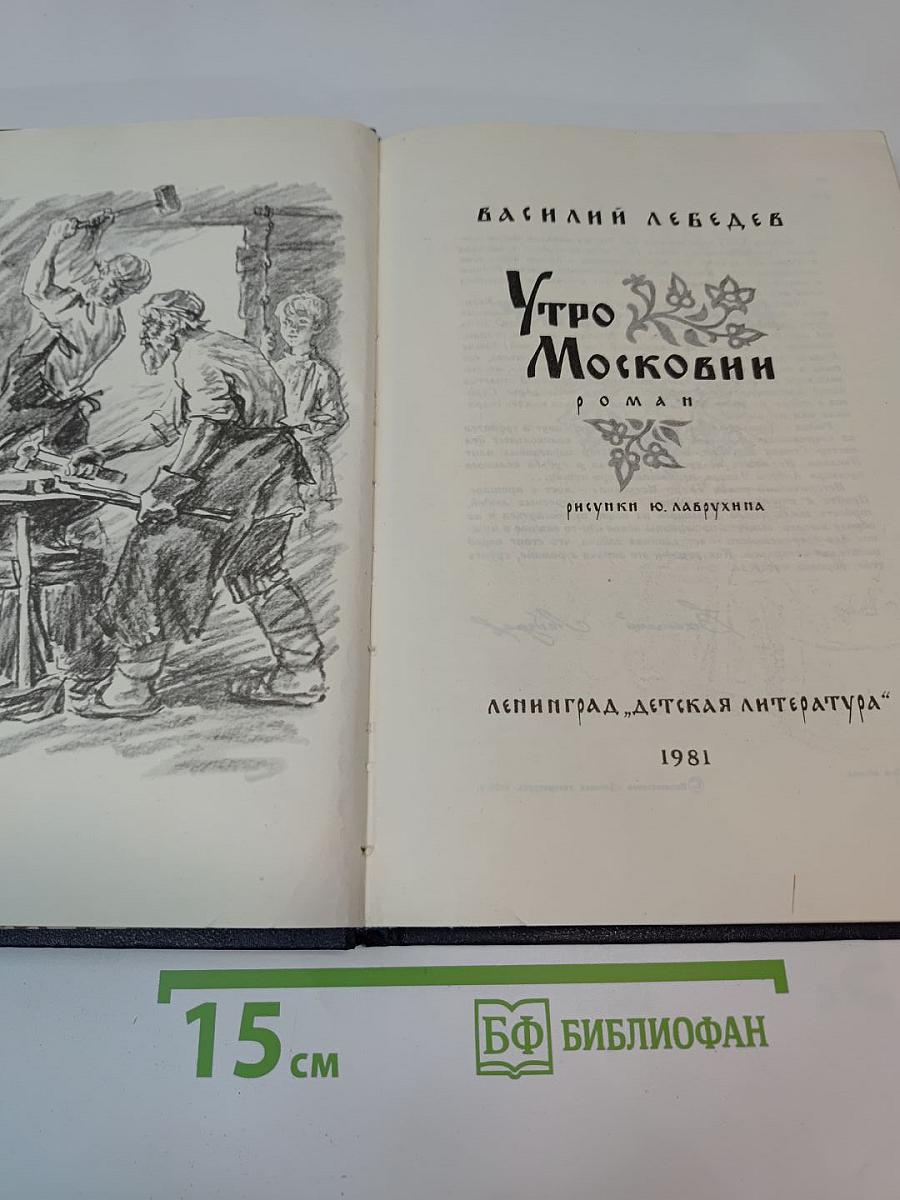 ВАСИЛИЙ ЛЕБЕДЕВ
УТРО
МОСКОВИИ
РОМАН
РИСУНКИ Ю. ЛАВРУХИНА
ЛЕНИНГРАД „ДЕТСКАЯ ЛИТЕРАТУРА“
1981
15 см
БФ БИБЛИОФАН